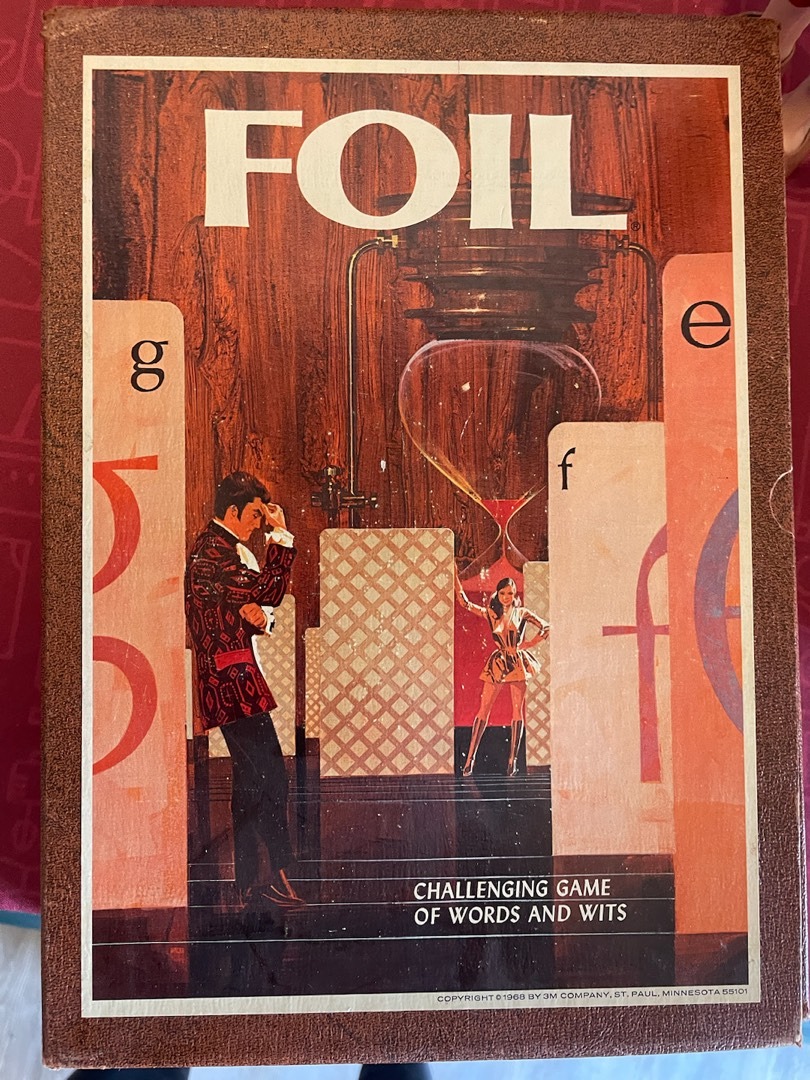 FOIL®
g
e
f
g
f
e
CHALLENGING GAME
OF WORDS AND WITS
COPYRIGHT © 1968 BY 3M COMPANY, ST. PAUL, MINNESOTA 55101